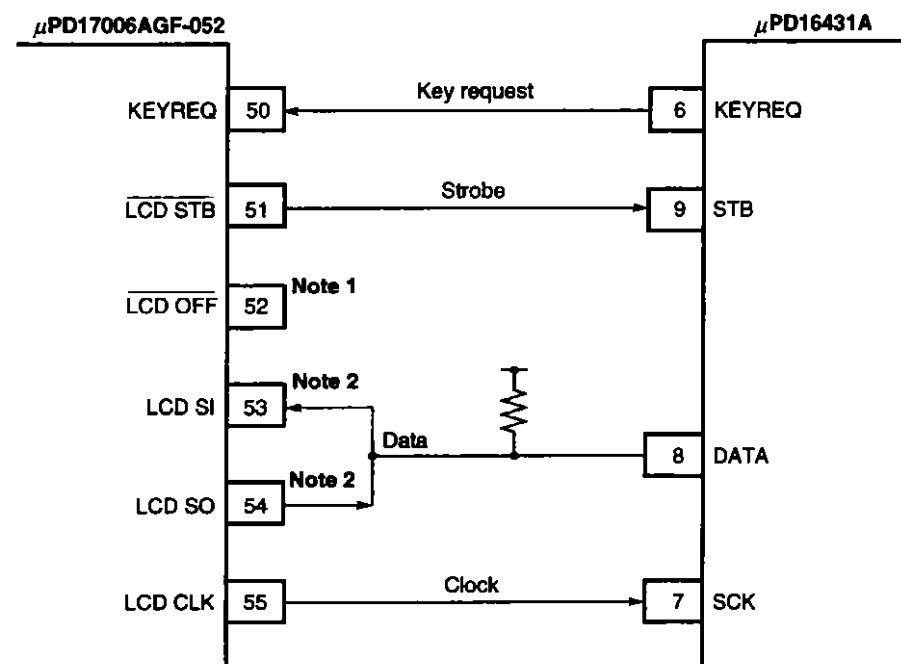 μPD17006AGF-052 μPD16431A
KEYREQ 50 Key request 6 KEYREQ
LCD STB 51 Strobe 9 STB
LCD OFF 52 Note 1
LCD SI 53 Note 2
Data 8 DATA
LCD SO 54 Note 2
LCD CLK 55 Clock 7 SCK